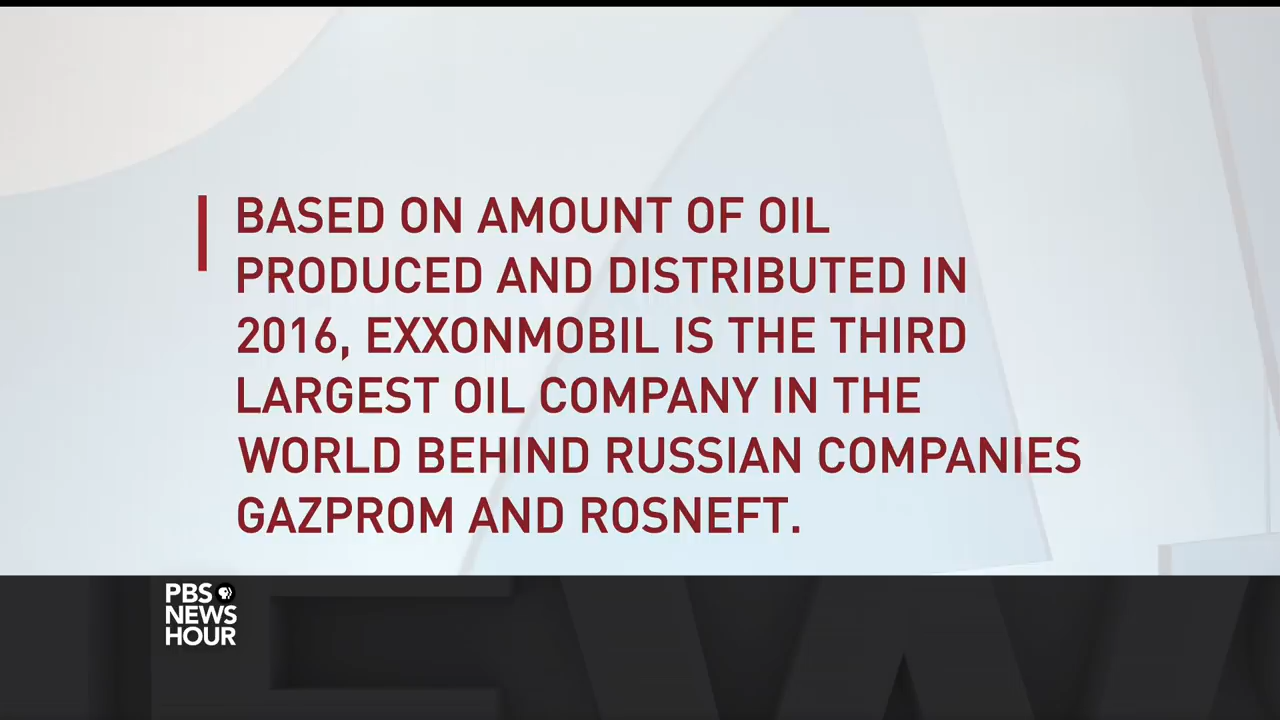 BASED ON AMOUNT OF OIL
PRODUCED AND DISTRIBUTED IN
2016, EXXONMOBIL IS THE THIRD
LARGEST OIL COMPANY IN THE
WORLD BEHIND RUSSIAN COMPANIES
GAZPROM AND ROSNEFT.
PBS
NEWS
HOUR